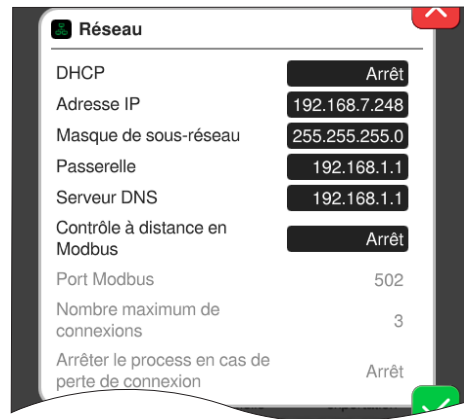 Réseau
DHCP Arrêt
Adresse IP 192.168.7.248
Masque de sous-réseau 255.255.255.0
Passerelle 192.168.1.1
Serveur DNS 192.168.1.1
Contrôle à distance en
Modbus Arrêt
Port Modbus 502
Nombre maximum de
connexions 3
Arrêter le process en cas de
perte de connexion Arrêt